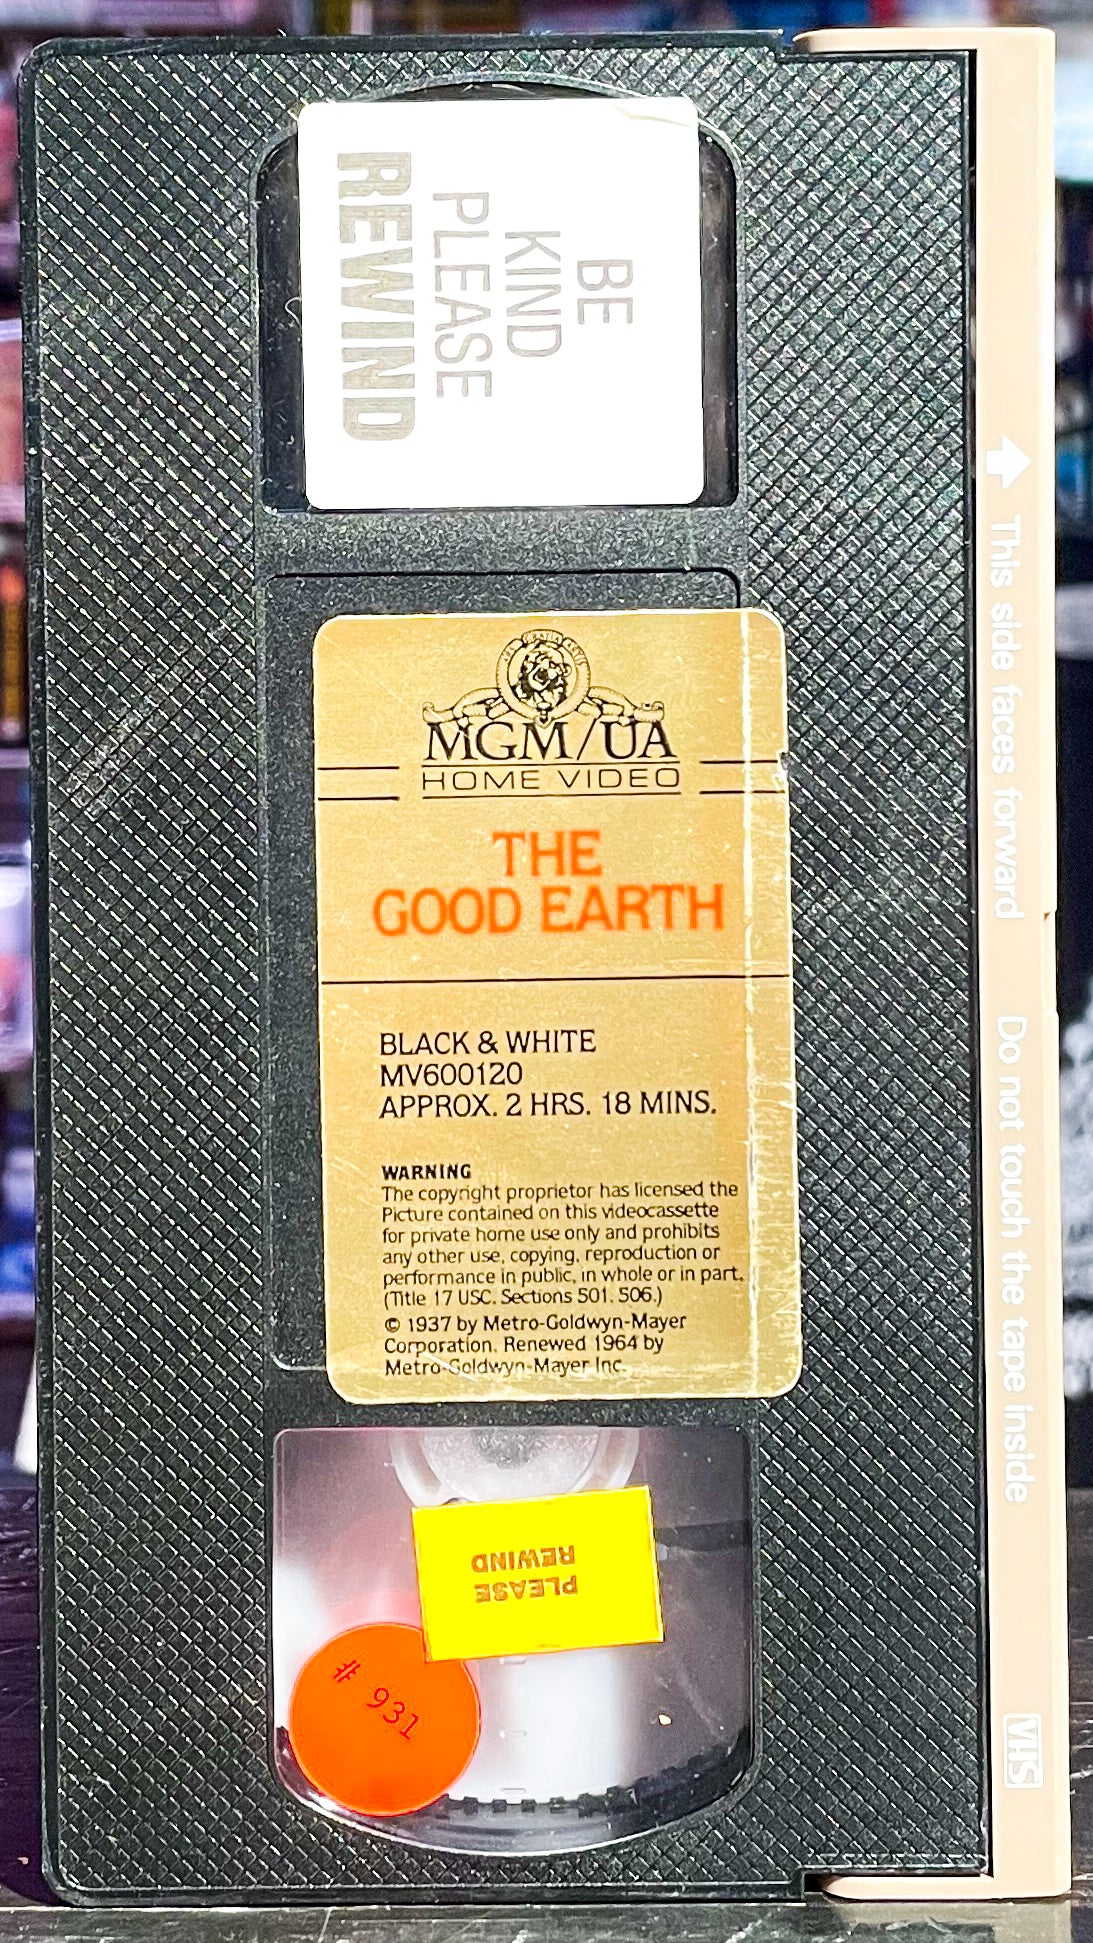 BE
KIND
PLEASE
REWIND
MGM/UA
HOME VIDEO
THE
GOOD EARTH
BLACK & WHITE
MV600120
APPROX. 2 HRS. 18 MINS.
WARNING
The copyright proprietor has licensed the
Picture contained on this videocassette
for private home use only and prohibits
any other use, copying, reproduction or
performance in public, in whole or in part.
(Title 17 USC. Sections 501. 506.)
© 1937 by Metro-Goldwyn-Mayer
Corporation. Renewed 1964 by
Metro-Goldwyn-Mayer Inc.
PLEASE
REWIND
# 931
This side faces forward Do not touch the tape inside
VHS